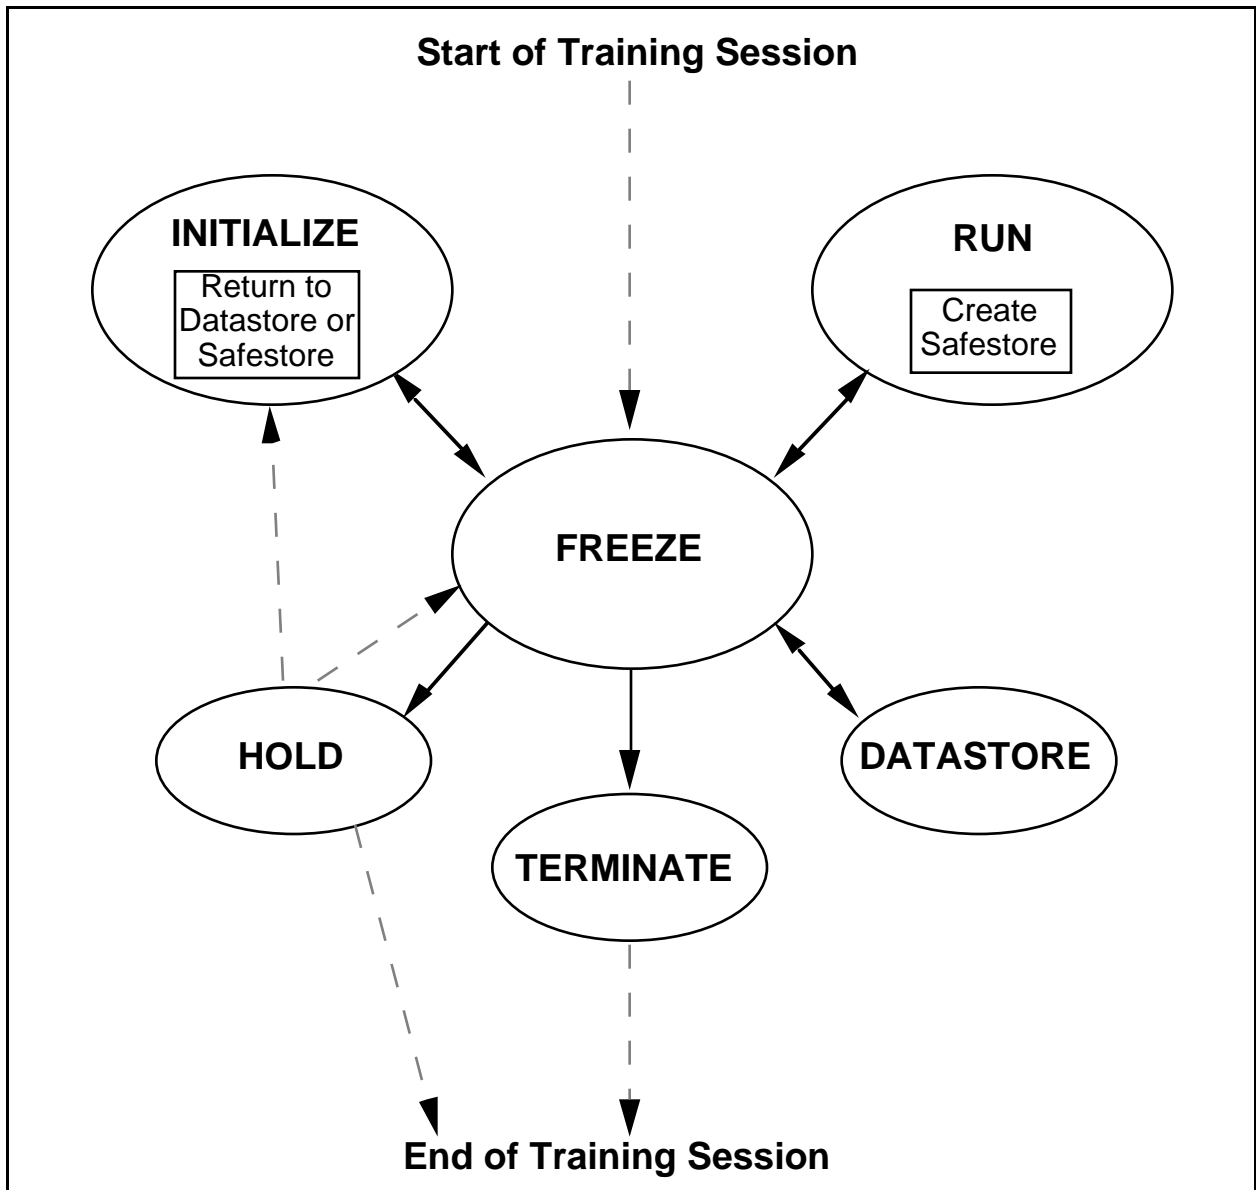 Start of Training Session
INITIALIZE
Return to
Datastore or
Safestore
RUN
Create
Safestore
FREEZE
HOLD
DATASTORE
TERMINATE
End of Training Session